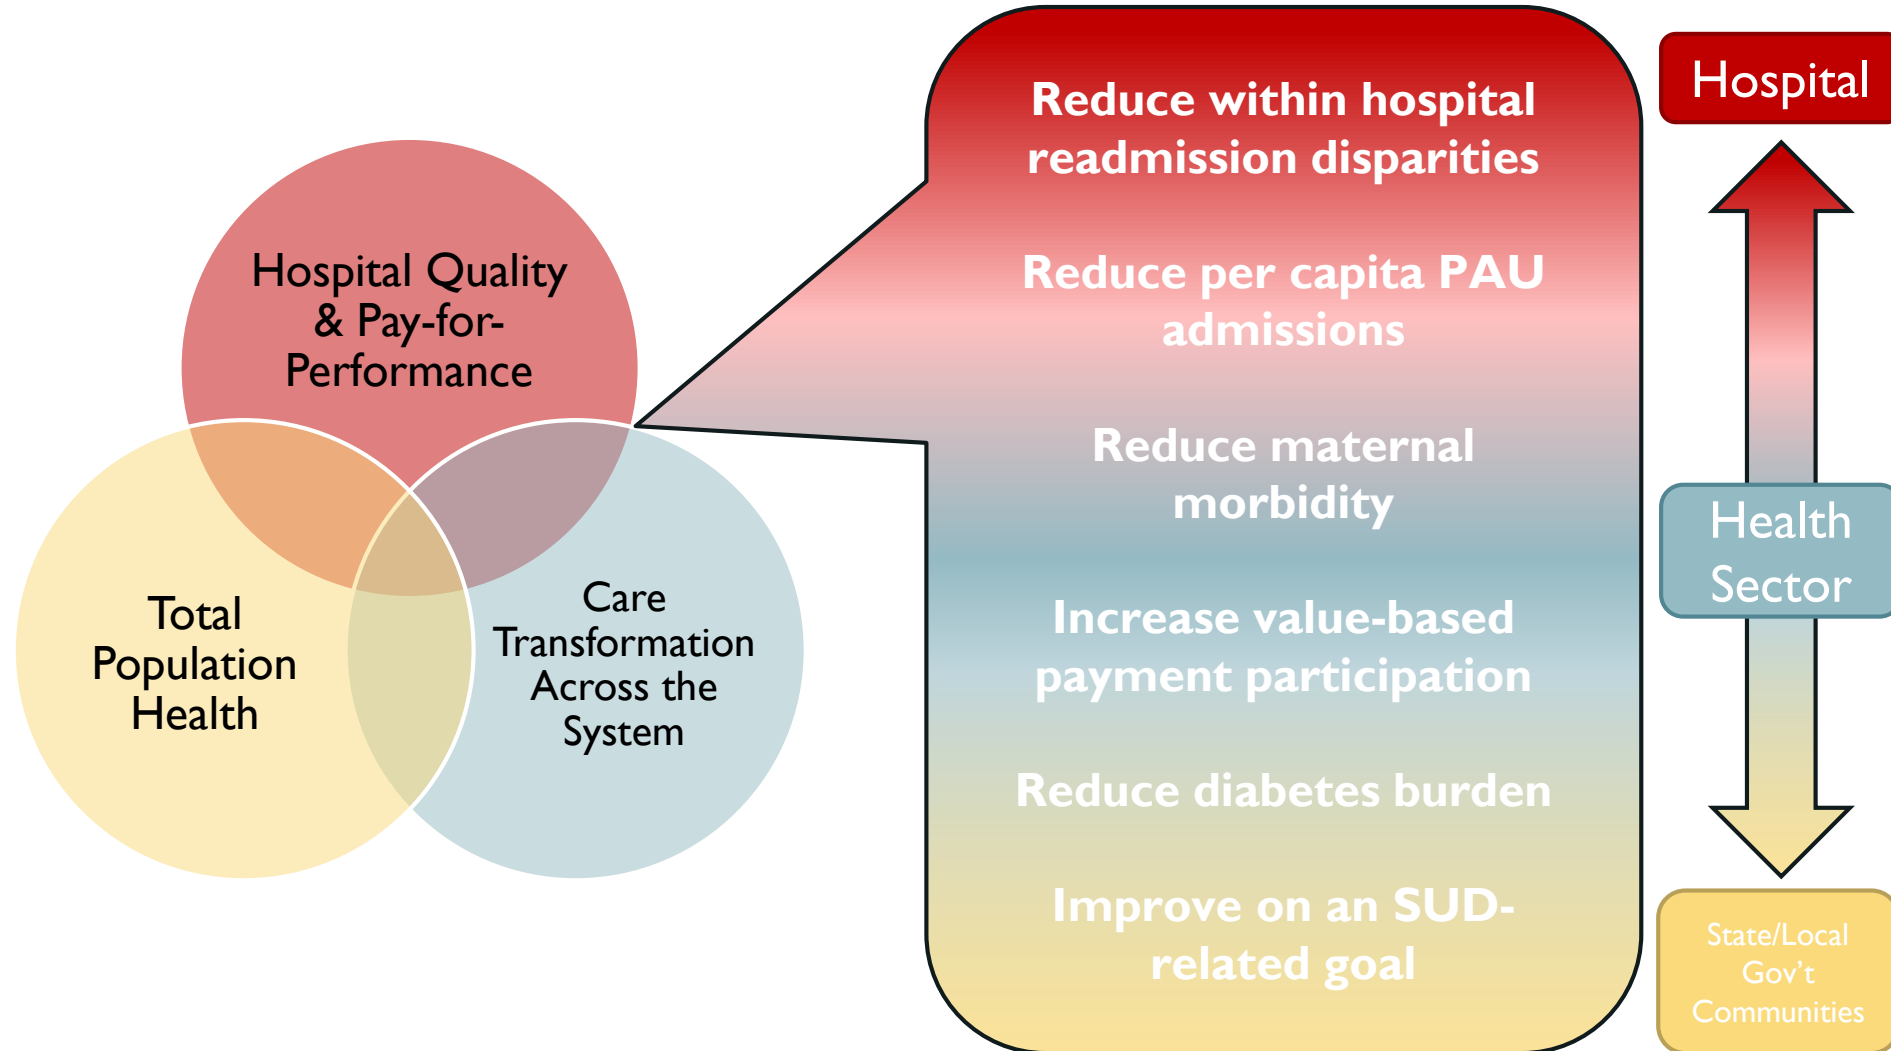 Hospital Quality
& Pay-for-
Performance
Total
Population
Health
Care
Transformation
Across the
System
Reduce within hospital
readmission disparities
Reduce per capita PAU
admissions
Reduce maternal
morbidity
Increase value-based
payment participation
Reduce diabetes burden
Improve on an SUD-
related goal
Hospital
Health
Sector
State/Local
Gov’t
Communities